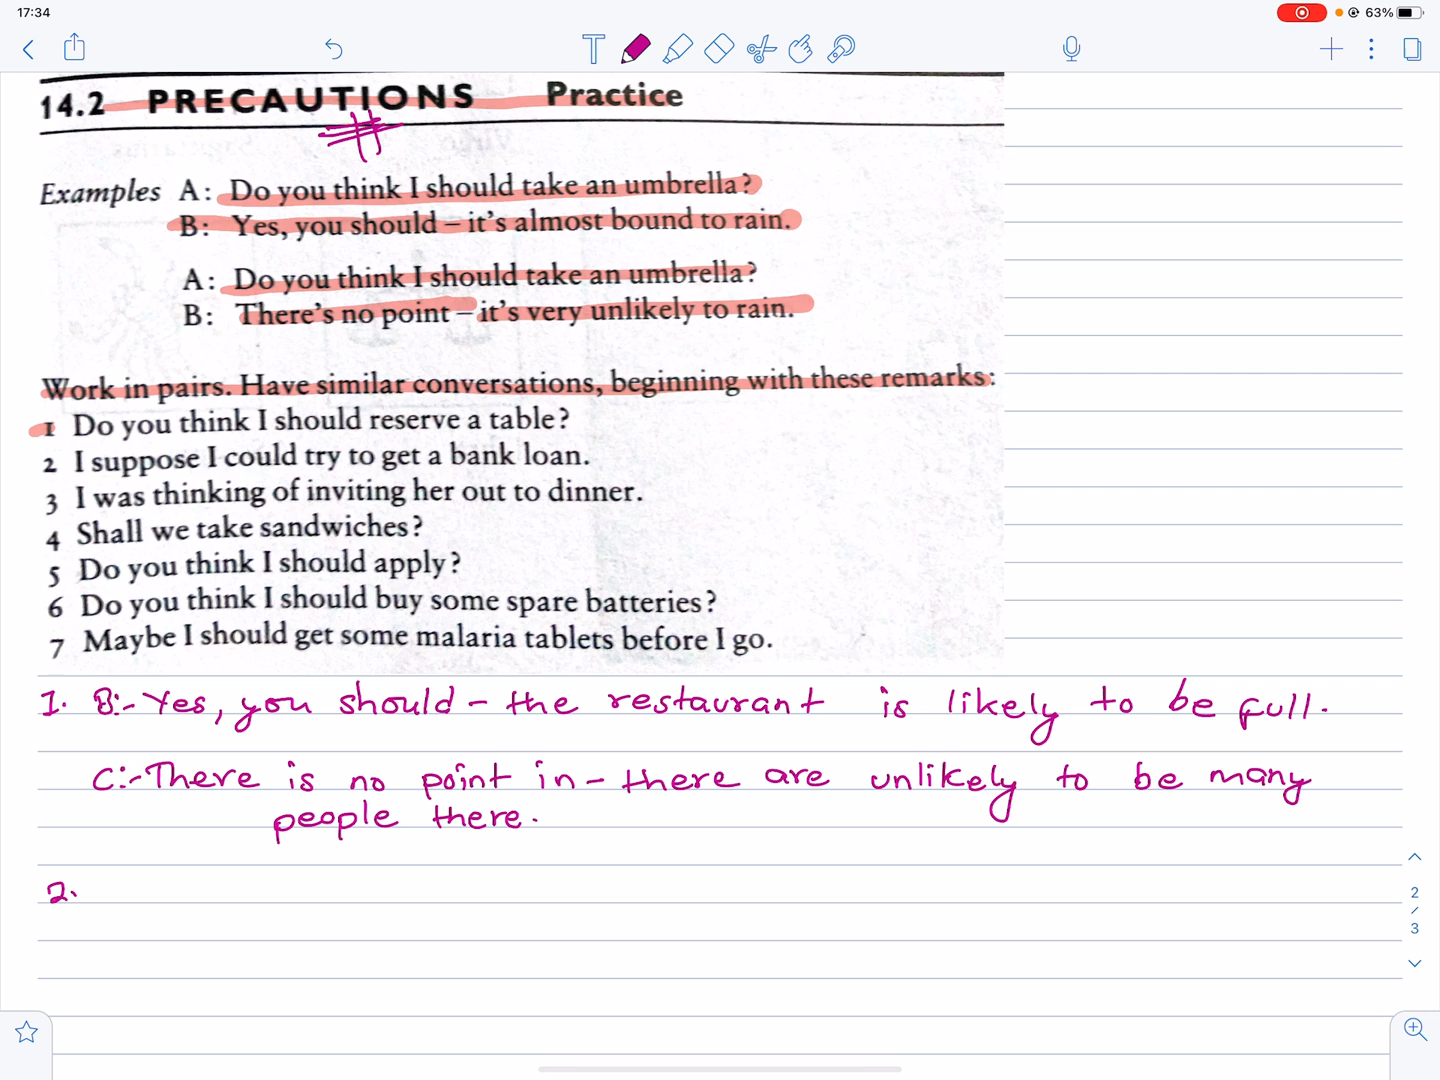 17:34
63%
14.2 PRECAUTIONS Practice
Examples A: Do you think I should take an umbrella?
B: Yes, you should – it's almost bound to rain.
A: Do you think I should take an umbrella?
B: There's no point – it's very unlikely to rain.
Work in pairs. Have similar conversations, beginning with these remarks:
1 Do you think I should reserve a table?
2 I suppose I could try to get a bank loan.
3 I was thinking of inviting her out to dinner.
4 Shall we take sandwiches?
5 Do you think I should apply?
6 Do you think I should buy some spare batteries?
7 Maybe I should get some malaria tablets before I go.
1. B:- Yes, you should - the restaurant is likely to be full.
C:- There is no point in - there are unlikely to be many
people there.
2.
2
/
3